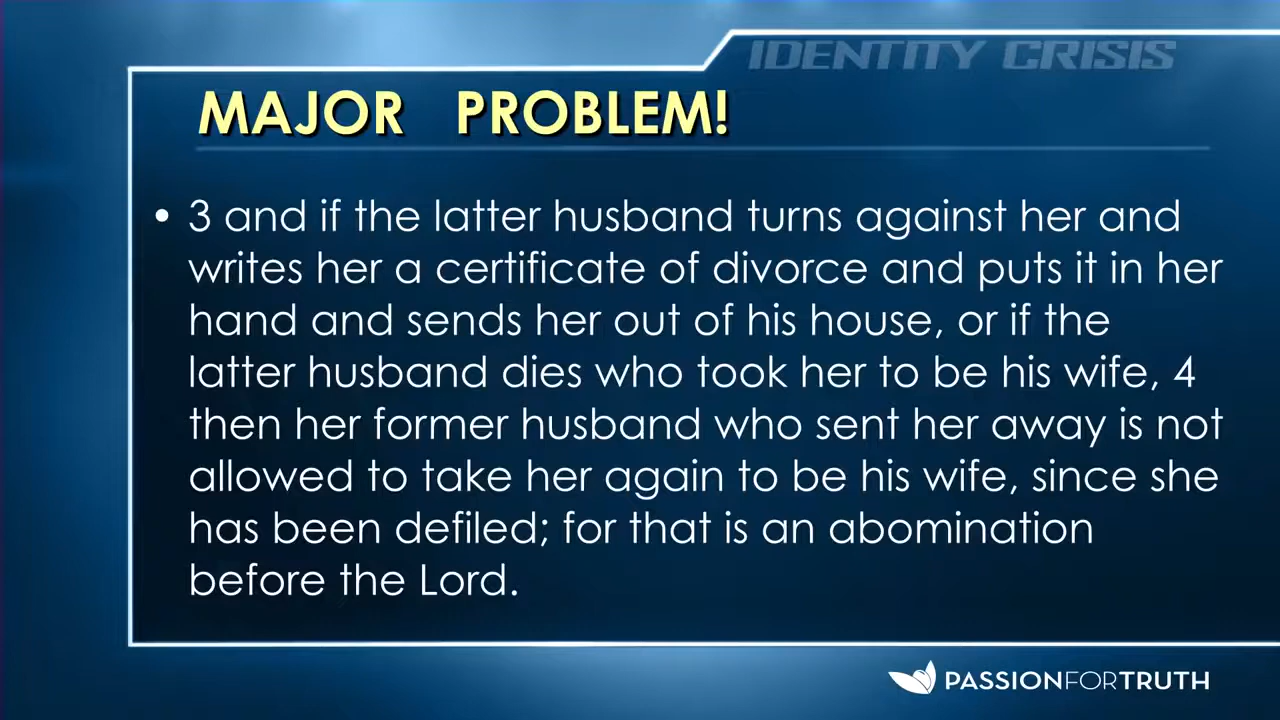 IDENTITY CRISIS
MAJOR PROBLEM!
• 3 and if the latter husband turns against her and
writes her a certificate of divorce and puts it in her
hand and sends her out of his house, or if the
latter husband dies who took her to be his wife, 4
then her former husband who sent her away is not
allowed to take her again to be his wife, since she
has been defiled; for that is an abomination
before the Lord.
PASSIONFORTRUTH